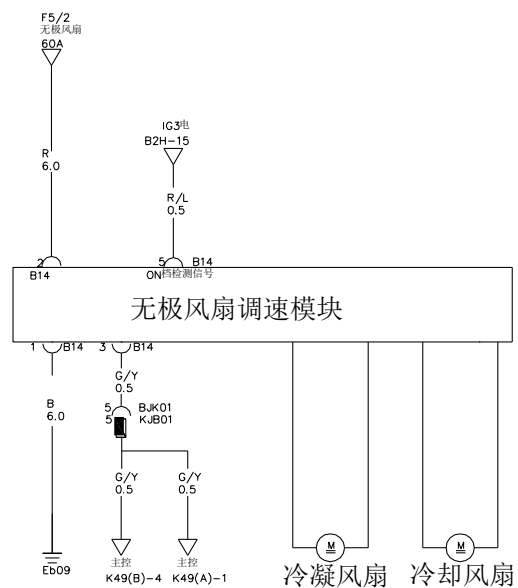 F5/2
无极风扇
60A
IG3电
B2H-15
R
6.0
R/L
0.5
2
B14
5 B14
ON档检测信号
无极风扇调速模块
1 B14
3 B14
G/Y
0.5
B
6.0
5 BJK01
5 KJB01
G/Y
0.5
G/Y
0.5
M
M
Eb09
主控
K49(B)-4
主控
K49(A)-1
冷凝风扇
冷却风扇